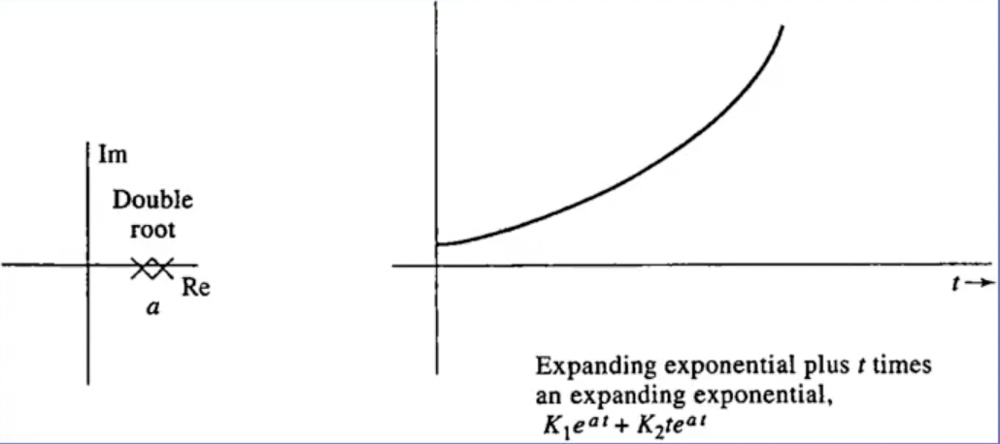 Im
Double
root
Re
a
t→
Expanding exponential plus t times
an expanding exponential,
K₁eᵃᵗ + K₂teᵃᵗ